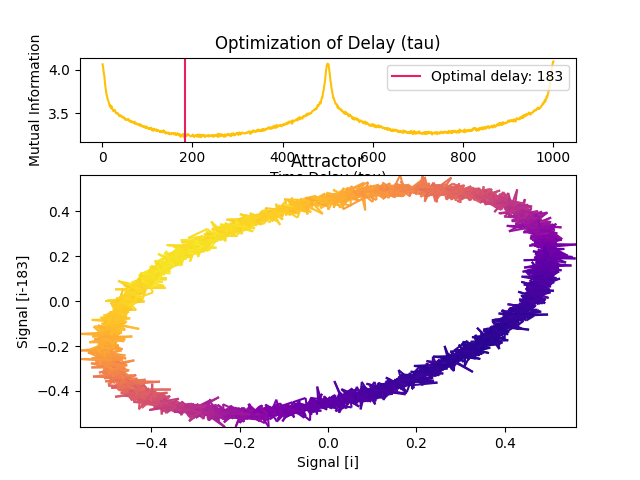 Optimization of Delay (tau)
Mutual Information
4.0
3.5
Optimal delay: 183
0
200
400
600
800
1000
Time Delay (tau)
Attractor
Signal [i-183]
0.4
0.2
0.0
−0.2
−0.4
−0.4
−0.2
0.0
0.2
0.4
Signal [i]